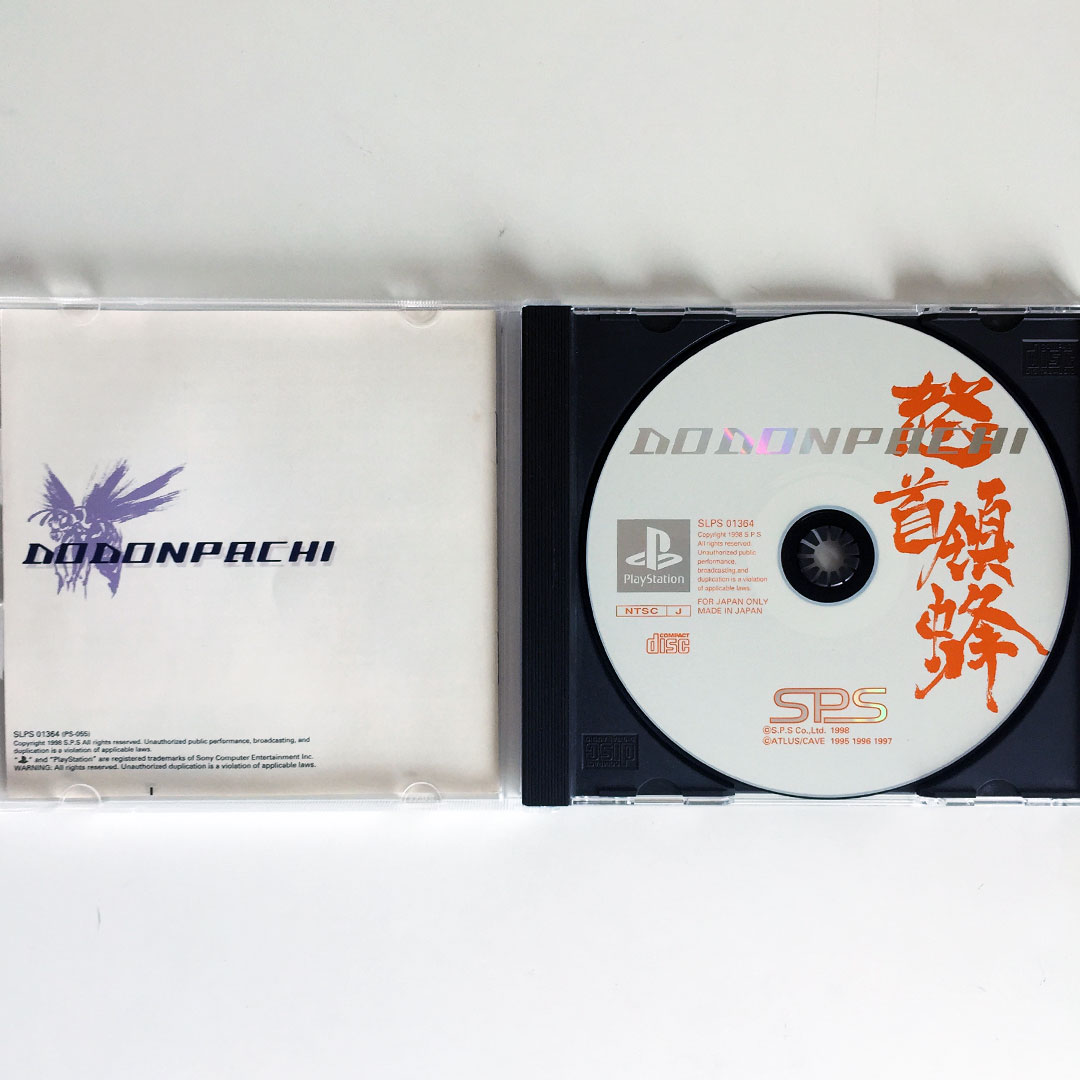 DODONPACHI
SLPS 01364 (PS-055)
Copyright 1998 S.P.S All rights reserved. Unauthorized public performance, broadcasting, and
duplication is a violation of applicable laws.
" " and "PlayStation" are registered trademarks of Sony Computer Entertainment Inc.
WARNING: All rights reserved. Unauthorized duplication is a violation of applicable laws.
DODONPACHI
怒
首領
蜂
PlayStation
SLPS 01364
Copyright 1998 S.P.S
All rights reserved.
Unauthorized public
performance,
broadcasting,and
duplication is a violation
of applicable laws.
NTSC J
FOR JAPAN ONLY
MADE IN JAPAN
COMPACT
disc
SPS
©S.P.S Co.,Ltd. 1998
©ATLUS/CAVE 1995 1996 1997
disc
disc